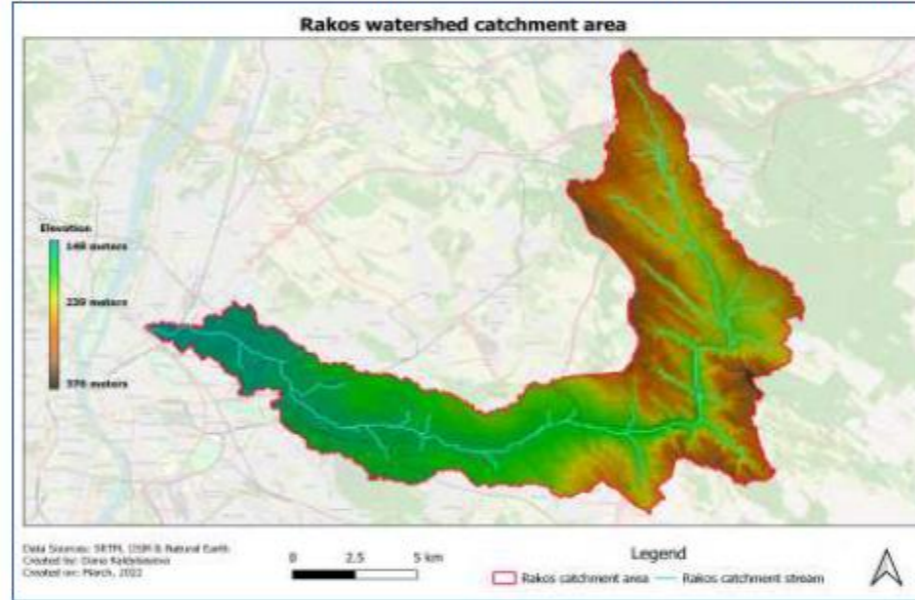 Rakos watershed catchment area
Elevation
148 meters
239 meters
376 meters
Data Sources: SRTM, OSM & Natural Earth
Created by: Dana
Created on: March, 2022
0 2.5 5 km
Legend
Rakos catchment area Rakos catchment stream